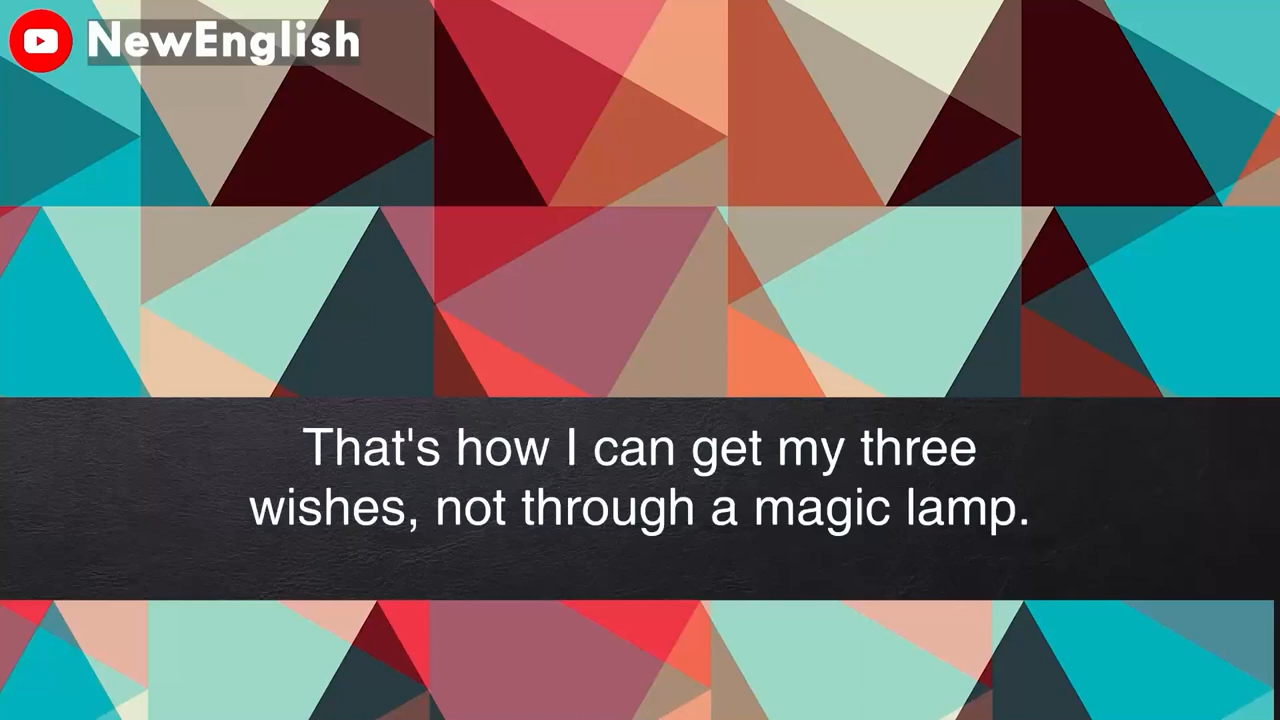 NewEnglish
That's how I can get my three
wishes, not through a magic lamp.